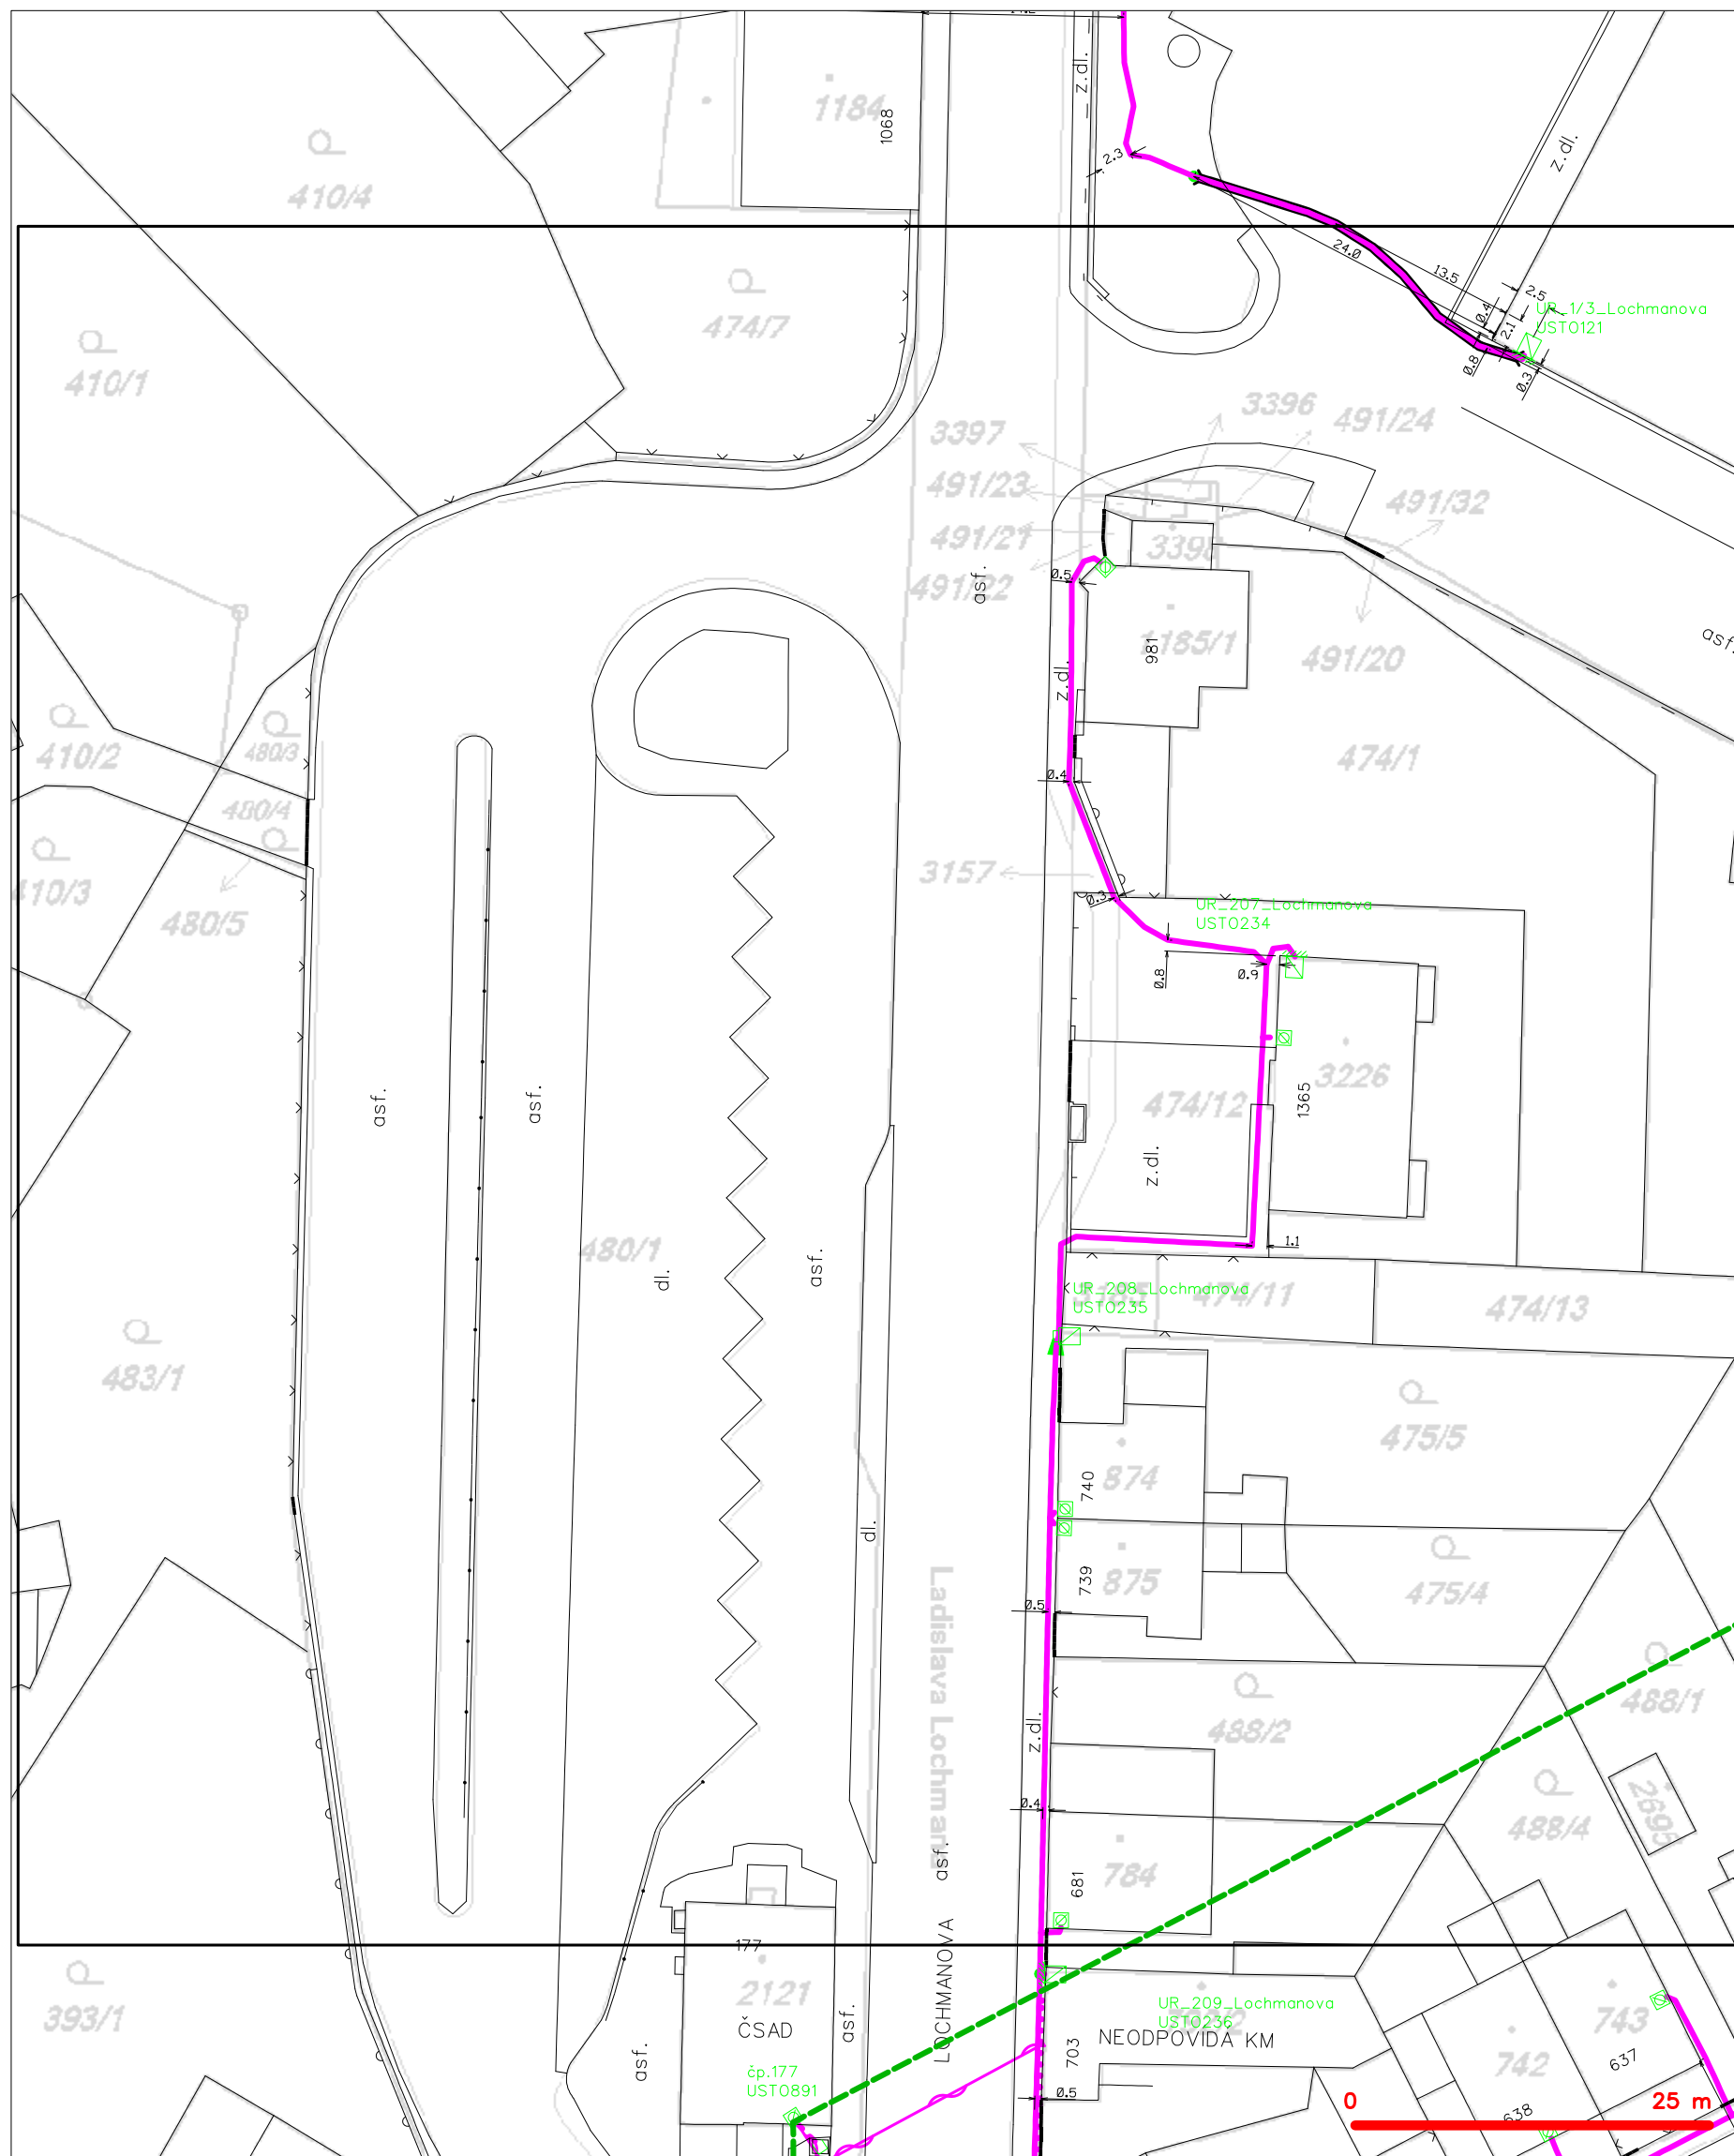 14.2
z.dl.
1184
1068
410/4
2.3
z.dl.
24.0
13.5
474/7
2.5
0.4
2.1
UR_1/3_Lochmanova
UST0121
0.8
0.3
410/1
3396
491/24
3397
491/23
491/32
491/21
3398
491/22
asf.
0.5
981
1185/1
491/20
asf.
z.dl.
410/2
480/3
474/1
0.4
480/4
410/3
480/5
3157
0.3
UR_207_Lochmanova
UST0234
0.8
0.9
3226
asf.
asf.
474/12
1365
z.dl.
480/1
dl.
asf.
1.1
UR_208_Lochmanova
UST0235
474/11
474/13
483/1
475/5
874
740
dl.
739
875
475/4
0.5
Ladislava Lochmana
z.dl.
488/2
488/1
0.4
488/4
2695
asf.
784
681
177
2121
393/1
ČSAD
asf.
LOCHMANOVA
UR_209_Lochmanova
UST0236
NEODPOVIDÁ KM
703
743
742
637
asf.
čp.177
UST0891
0.5
0
25 m
638